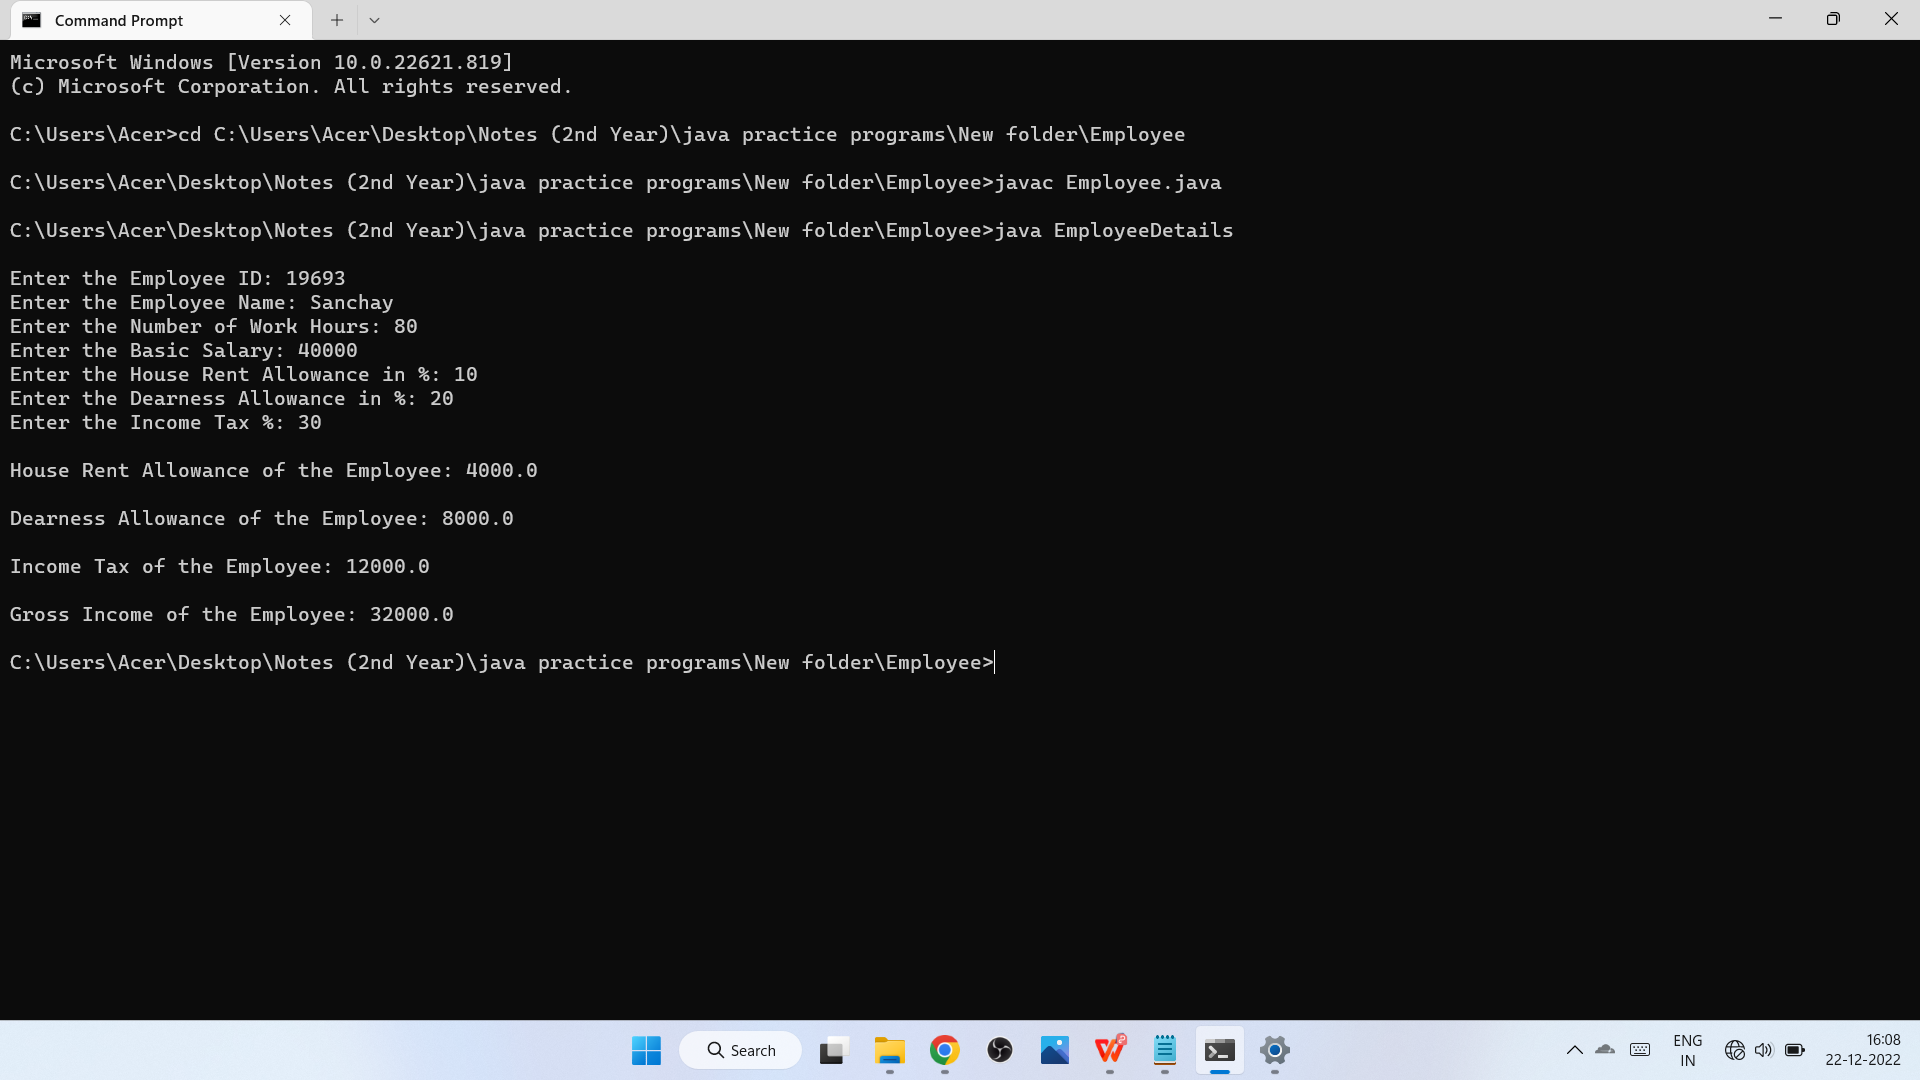 Command Prompt
Microsoft Windows [Version 10.0.22621.819]
(c) Microsoft Corporation. All rights reserved.
C:\Users\Acer>cd C:\Users\Acer\Desktop\Notes (2nd Year)\java practice programs\New folder\Employee
C:\Users\Acer\Desktop\Notes (2nd Year)\java practice programs\New folder\Employee>javac Employee.java
C:\Users\Acer\Desktop\Notes (2nd Year)\java practice programs\New folder\Employee>java EmployeeDetails
Enter the Employee ID: 19693
Enter the Employee Name: Sanchay
Enter the Number of Work Hours: 80
Enter the Basic Salary: 40000
Enter the House Rent Allowance in %: 10
Enter the Dearness Allowance in %: 20
Enter the Income Tax %: 30
House Rent Allowance of the Employee: 4000.0
Dearness Allowance of the Employee: 8000.0
Income Tax of the Employee: 12000.0
Gross Income of the Employee: 32000.0
C:\Users\Acer\Desktop\Notes (2nd Year)\java practice programs\New folder\Employee>
Search
ENG
IN
16:08
22-12-2022